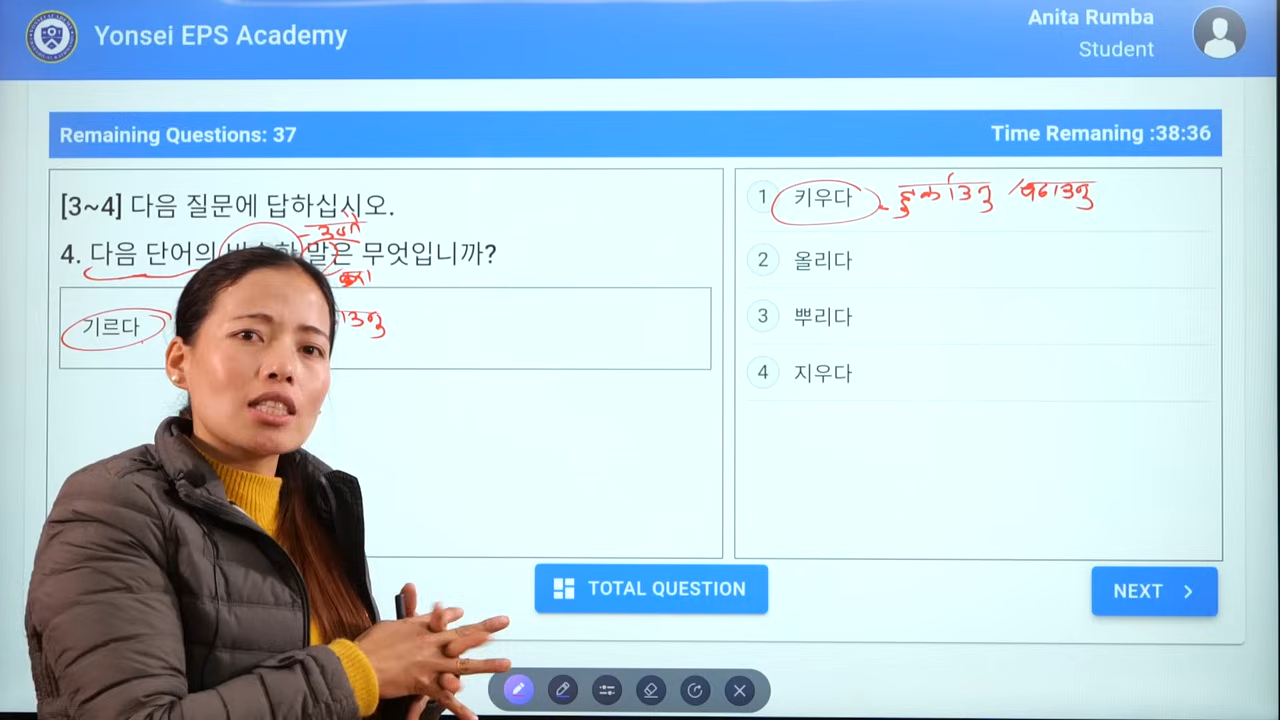 Yonsei EPS Academy
Anita Rumba
Student
Remaining Questions: 37
Time Remaning :38:36
[3~4] 다음 질문에 답하십시오.
4. 다음 단어의 말은 무엇입니까?
기르다
1 키우다
2 올리다
3 뿌리다
4 지우다
TOTAL QUESTION
NEXT